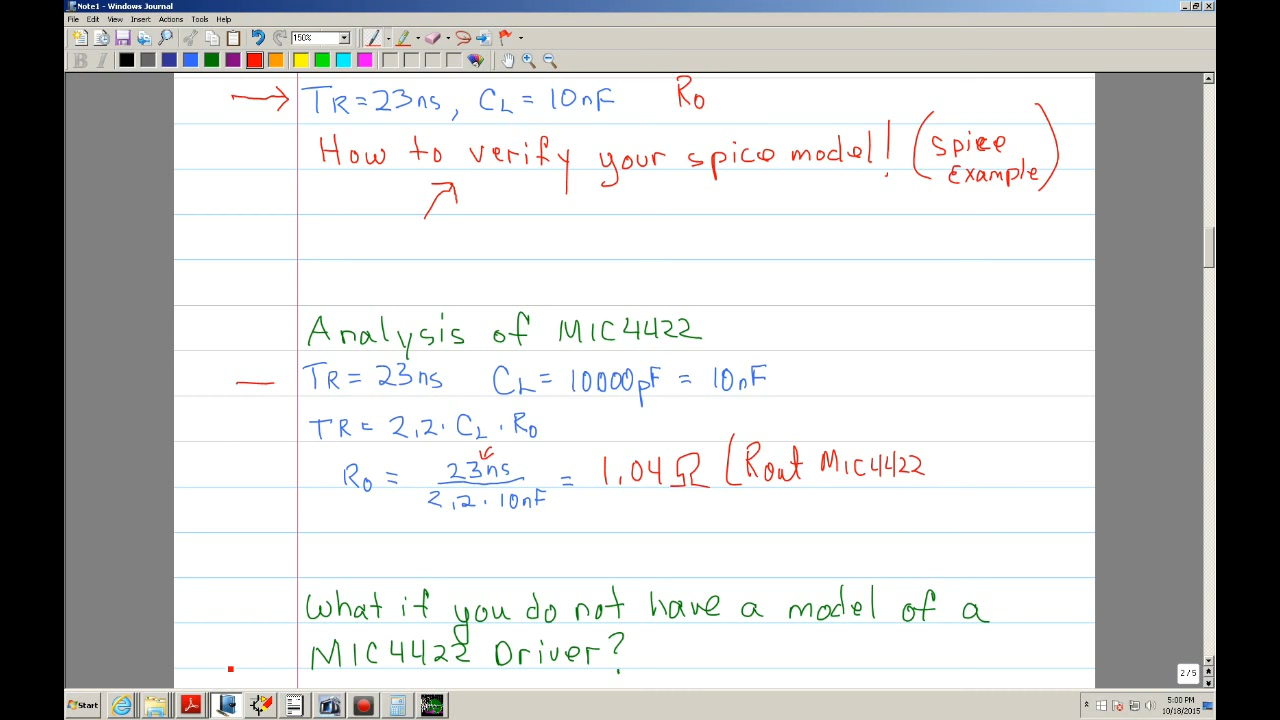 Note1 - Windows Journal
File Edit View Insert Actions Tools Help
150%
B I
TR = 23ns, CL = 10nF Ro
How to verify your spice model! (spice
Example)
Analysis of MIC4422
TR = 23ns CL = 10000pF = 10nF
TR = 2,2 · CL · Ro
Ro = 23ns / 2,2 · 10nF = 1.04Ω (Rout MIC4422
What if you do not have a model of a
MIC4422 Driver?
2/5
Start
5:00 PM
10/18/2015